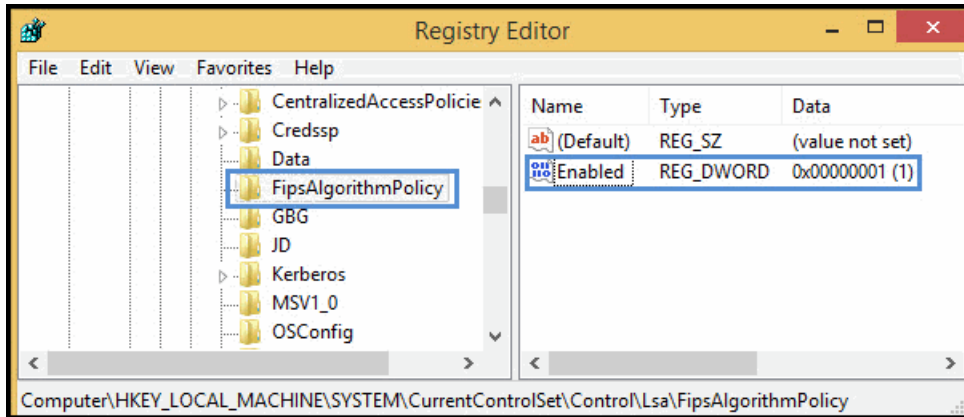 Registry Editor
File Edit View Favorites Help
CentralizedAccessPolicie
Credssp
Data
FipsAlgorithmPolicy
GBG
JD
Kerberos
MSV1_0
OSConfig
Name Type Data
(Default) REG_SZ (value not set)
Enabled REG_DWORD 0x00000001 (1)
Computer\HKEY_LOCAL_MACHINE\SYSTEM\CurrentControlSet\Control\Lsa\FipsAlgorithmPolicy